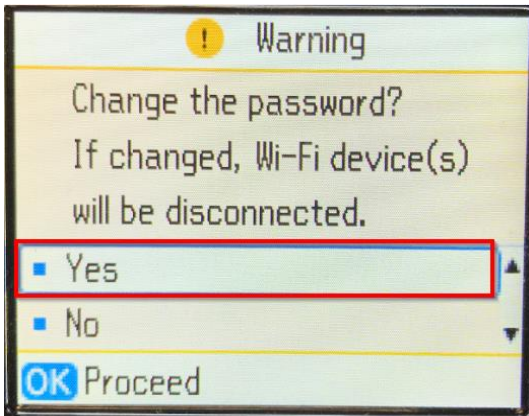 Warning
Change the password?
If changed, Wi-Fi device(s)
will be disconnected.
Yes
No
OK Proceed